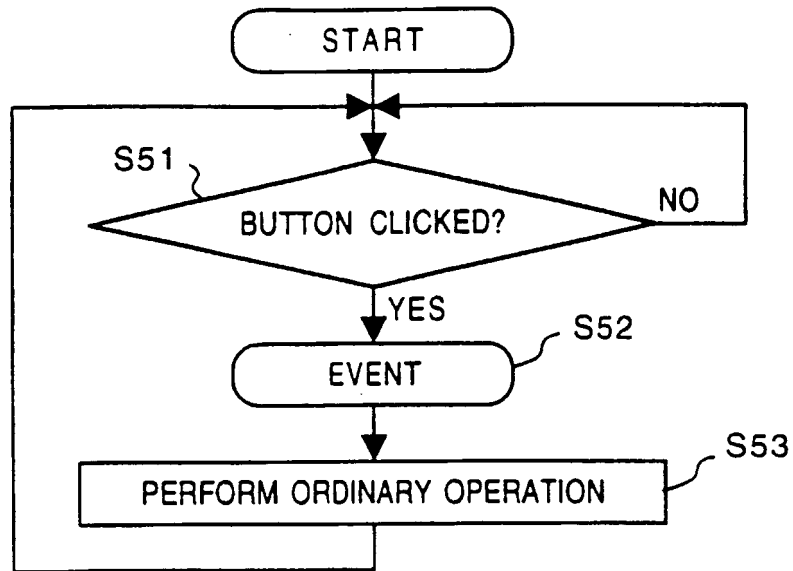 START
S51
BUTTON CLICKED?
NO
YES
S52
EVENT
S53
PERFORM ORDINARY OPERATION